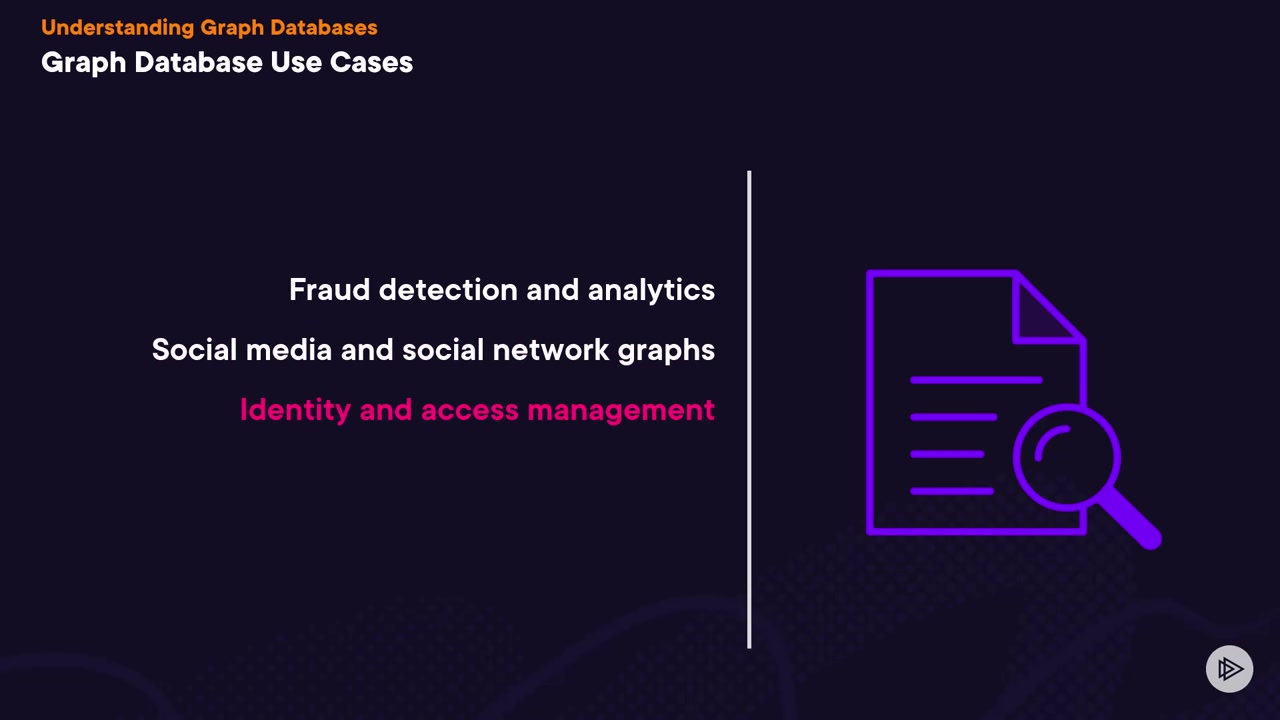 Understanding Graph Databases
Graph Database Use Cases
Fraud detection and analytics
Social media and social network graphs
Identity and access management